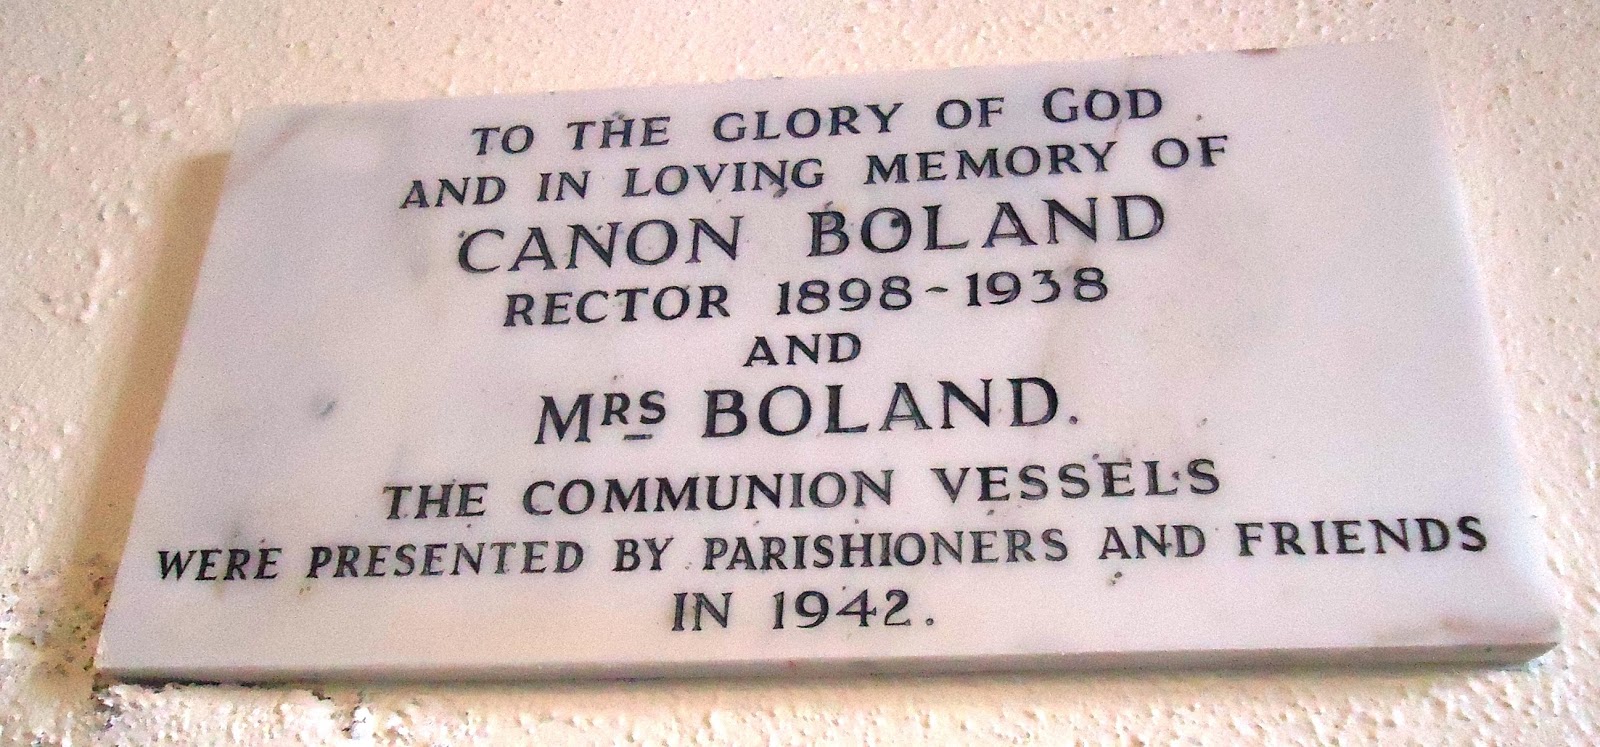 TO THE GLORY OF GOD
AND IN LOVING MEMORY OF
CANON BOLAND
RECTOR 1898-1938
AND
MRS BOLAND.
THE COMMUNION VESSELS
WERE PRESENTED BY PARISHIONERS AND FRIENDS
IN 1942.